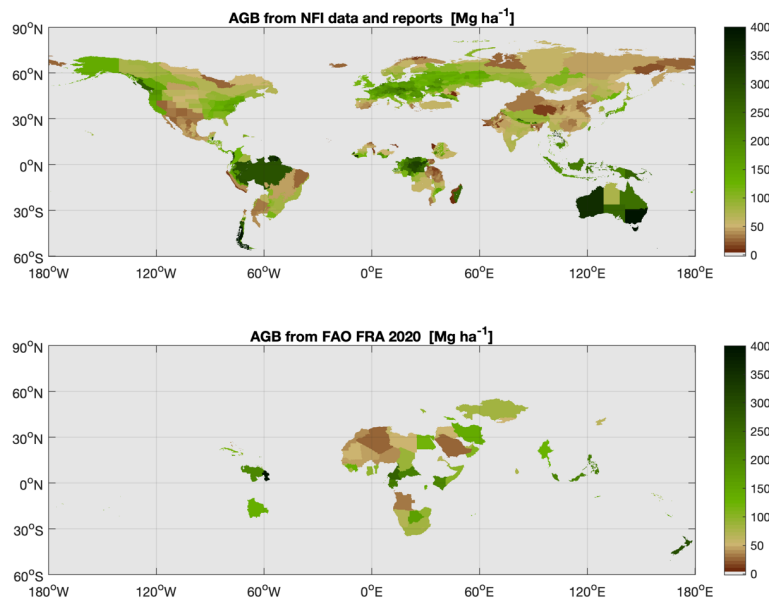 AGB from NFI data and reports [Mg ha⁻¹]
90°N
60°N
30°N
0°N
30°S
60°S
180°W 120°W 60°W 0°E 60°E 120°E 180°E
400
350
300
250
200
150
100
50
0
AGB from FAO FRA 2020 [Mg ha⁻¹]
90°N
60°N
30°N
0°N
30°S
60°S
180°W 120°W 60°W 0°E 60°E 120°E 180°E
400
350
300
250
200
150
100
50
0